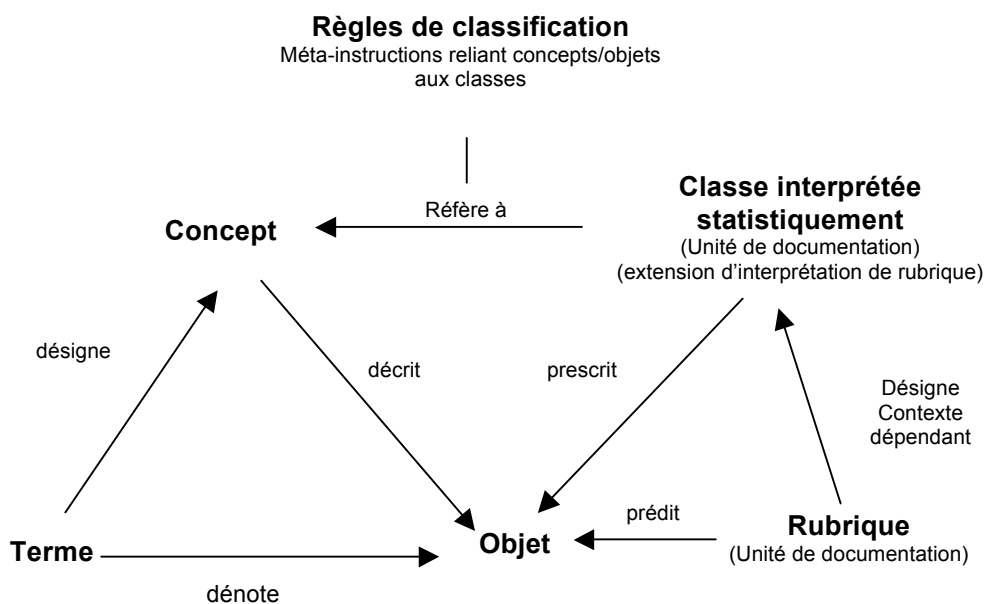 Règles de classification
Méta-instructions reliant concepts/objets
aux classes
Classe interprétée
statistiquement
(Unité de documentation)
(extension d'interprétation de rubrique)
Réfère à
Concept
désigne
décrit
prescrit
Désigne
Contexte
dépendant
prédit
Rubrique
(Unité de documentation)
Terme
Objet
dénote